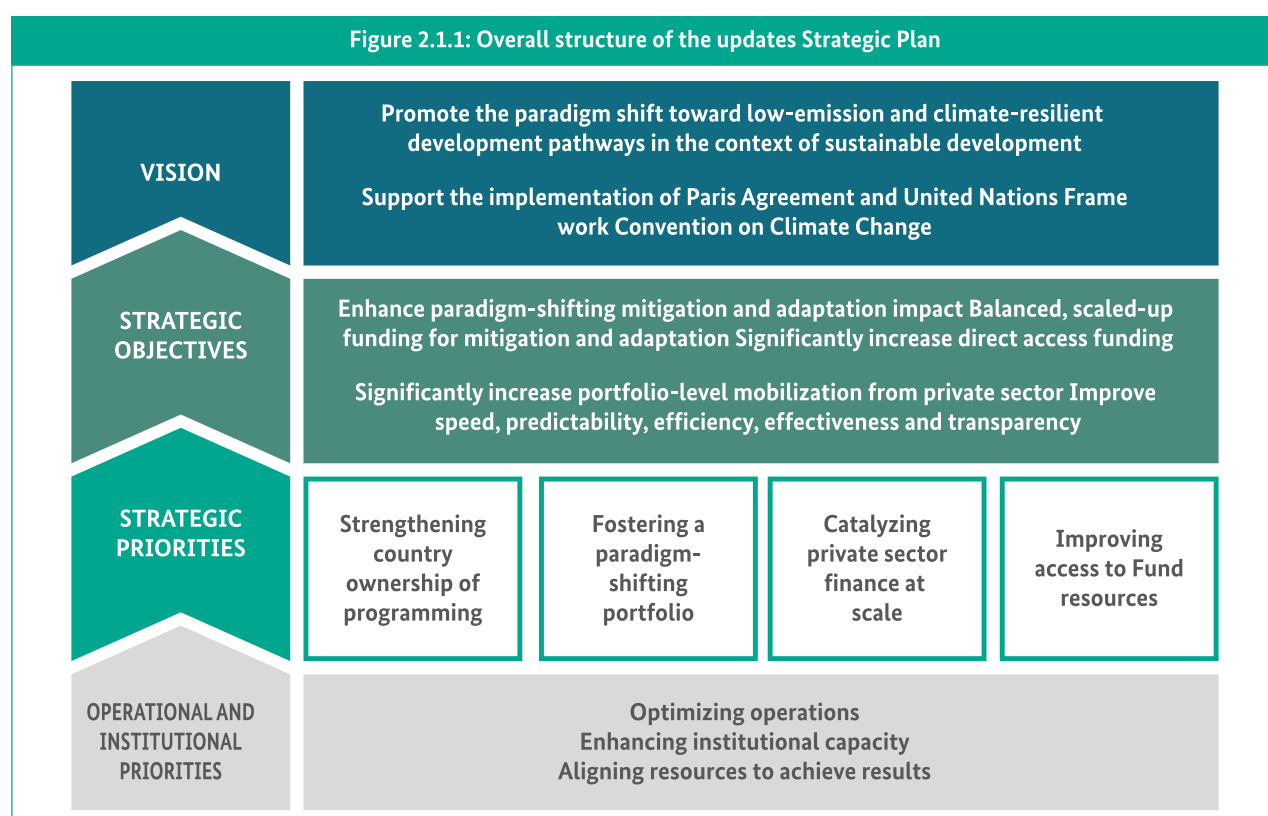 Figure 2.1.1: Overall structure of the updates Strategic Plan
VISION
Promote the paradigm shift toward low-emission and climate-resilient
development pathways in the context of sustainable development
Support the implementation of Paris Agreement and United Nations Frame
work Convention on Climate Change
STRATEGIC
OBJECTIVES
Enhance paradigm-shifting mitigation and adaptation impact Balanced, scaled-up
funding for mitigation and adaptation Significantly increase direct access funding
Significantly increase portfolio-level mobilization from private sector Improve
speed, predictability, efficiency, effectiveness and transparency
STRATEGIC
PRIORITIES
Strengthening
country
ownership of
programming
Fostering a
paradigm-
shifting
portfolio
Catalyzing
private sector
finance at
scale
Improving
access to Fund
resources
OPERATIONAL AND
INSTITUTIONAL
PRIORITIES
Optimizing operations
Enhancing institutional capacity
Aligning resources to achieve results